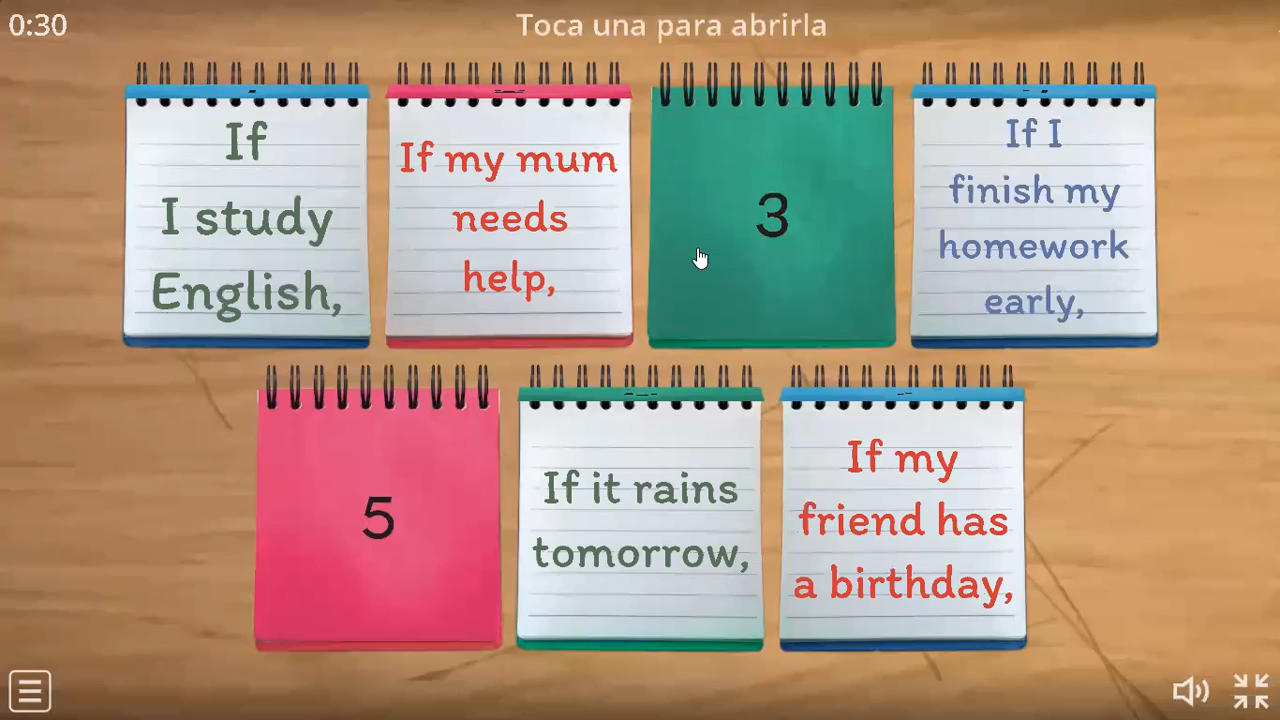 0:30
Toca una para abrirla
If
I study
English,
If my mum
needs
help,
3
If I
finish my
homework
early,
5
If it rains
tomorrow,
If my
friend has
a birthday,